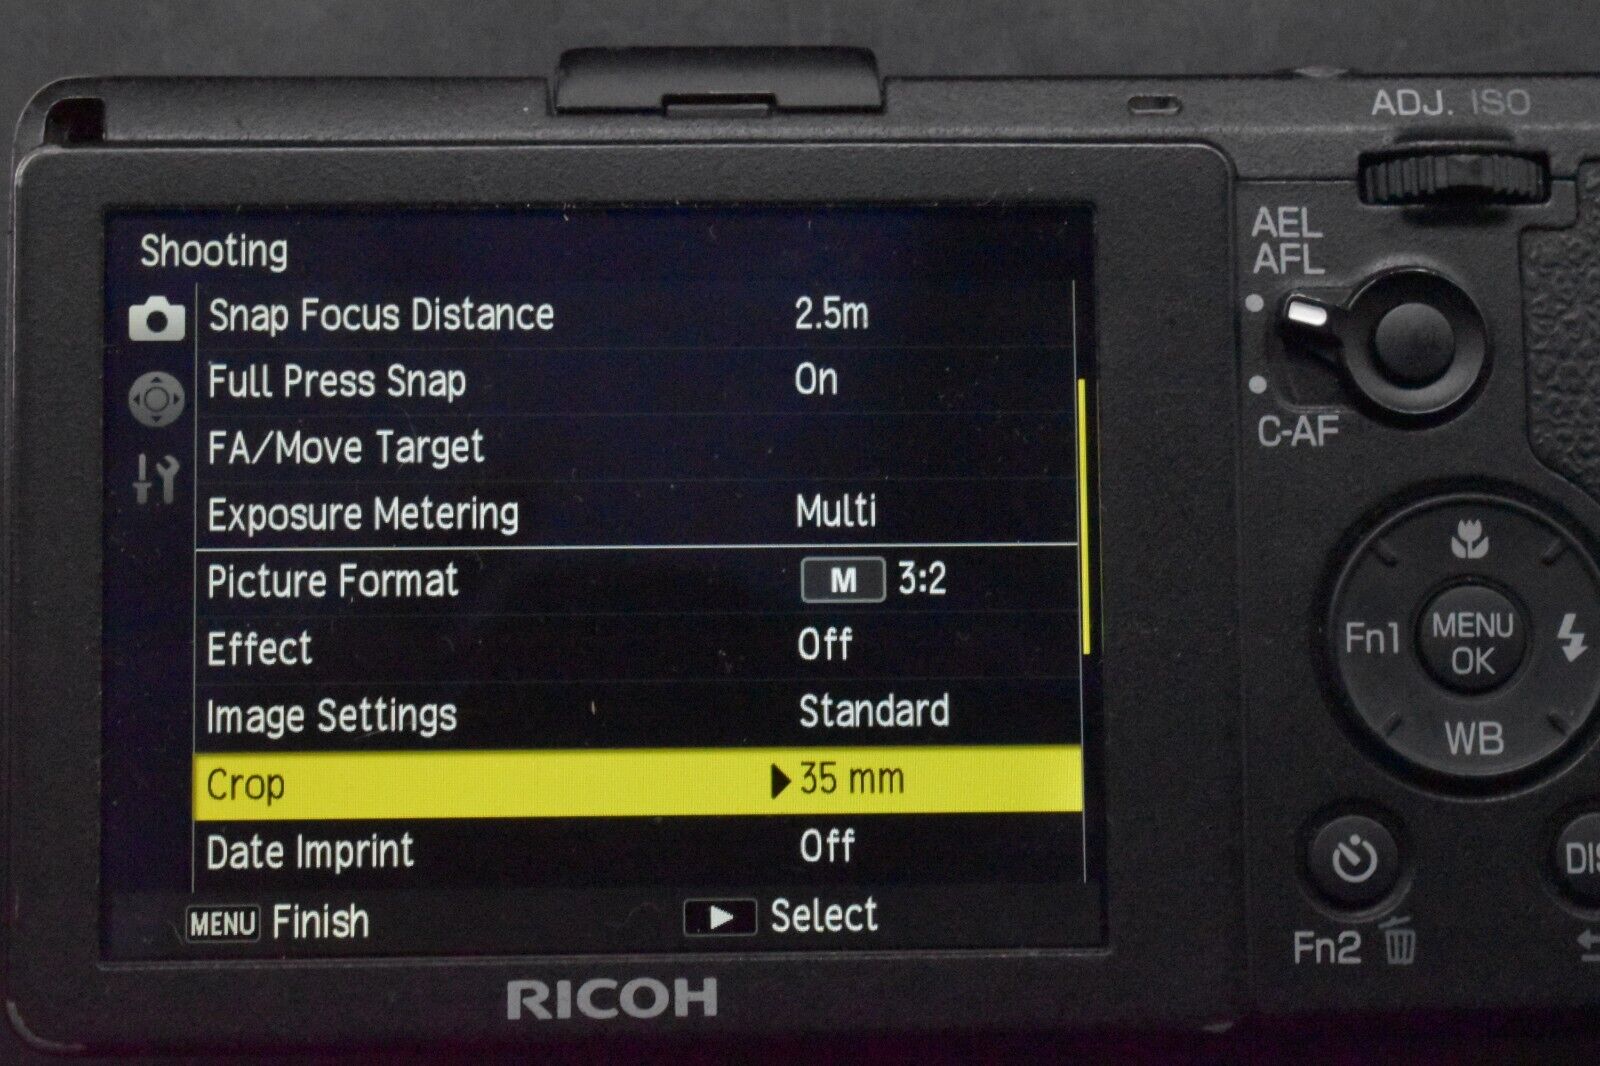 ADJ. ISO
AEL
AFL
C-AF
Shooting
Snap Focus Distance 2.5m
Full Press Snap On
FA/Move Target
Exposure Metering Multi
Picture Format M 3:2
Effect Off
Image Settings Standard
Crop 35 mm
Date Imprint Off
MENU Finish Select
Fn1
MENU
OK
WB
Fn2
RICOH